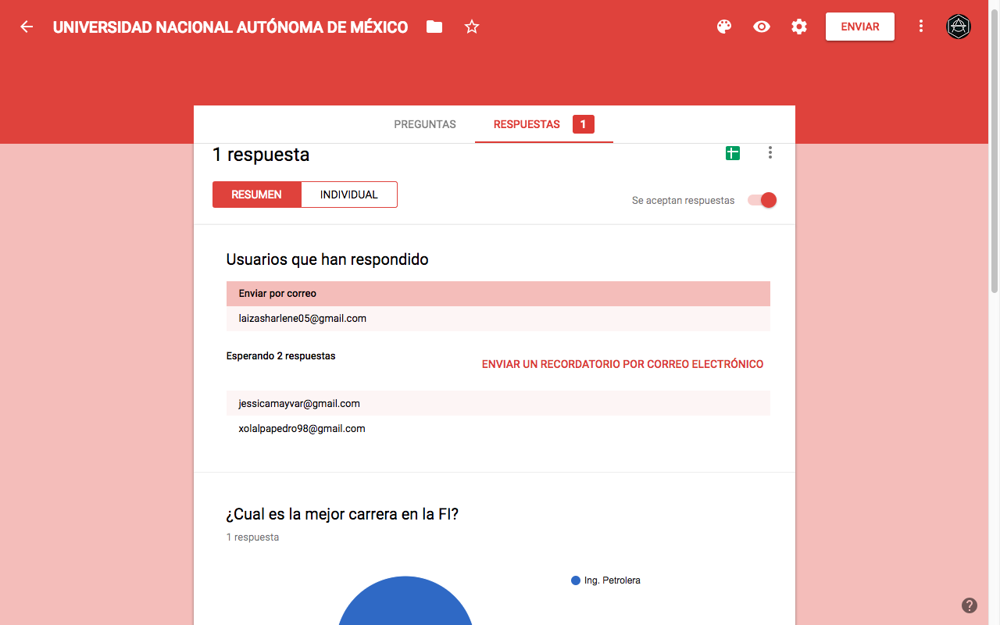 UNIVERSIDAD NACIONAL AUTÓNOMA DE MÉXICO
ENVIAR
PREGUNTAS
RESPUESTAS 1
1 respuesta
RESUMEN
INDIVIDUAL
Se aceptan respuestas
Usuarios que han respondido
Enviar por correo
laizasharlene05@gmail.com
Esperando 2 respuestas
ENVIAR UN RECORDATORIO POR CORREO ELECTRÓNICO
jessicamayvar@gmail.com
xolalpapedro98@gmail.com
¿Cual es la mejor carrera en la FI?
1 respuesta
Ing. Petrolera